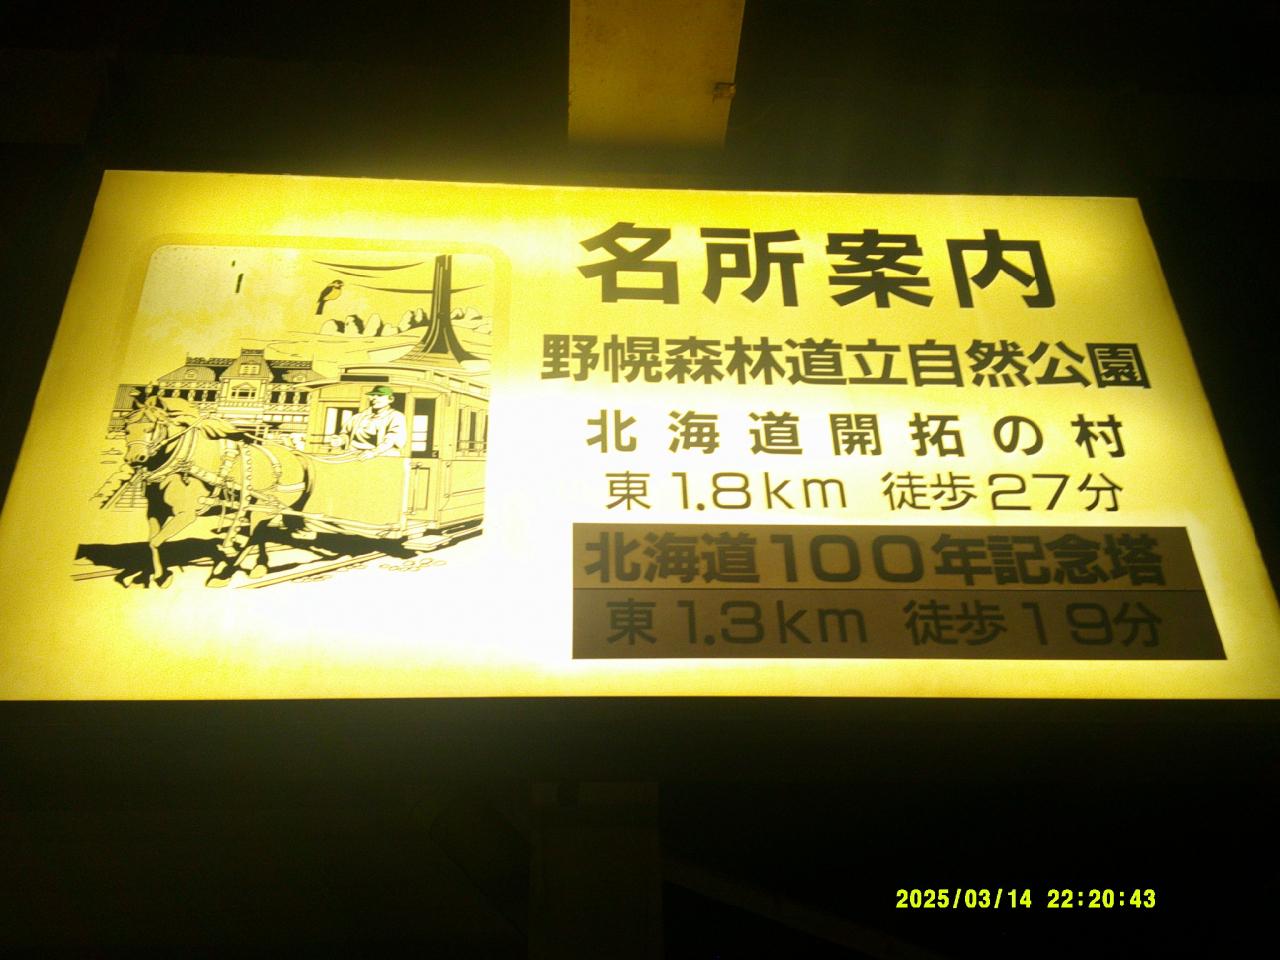 名所案内
野幌森林道立自然公園
北海道開拓の村
東1.8km 徒歩27分
北海道100年記念塔
東1.3km 徒歩19分
2025/03/14 22:20:43